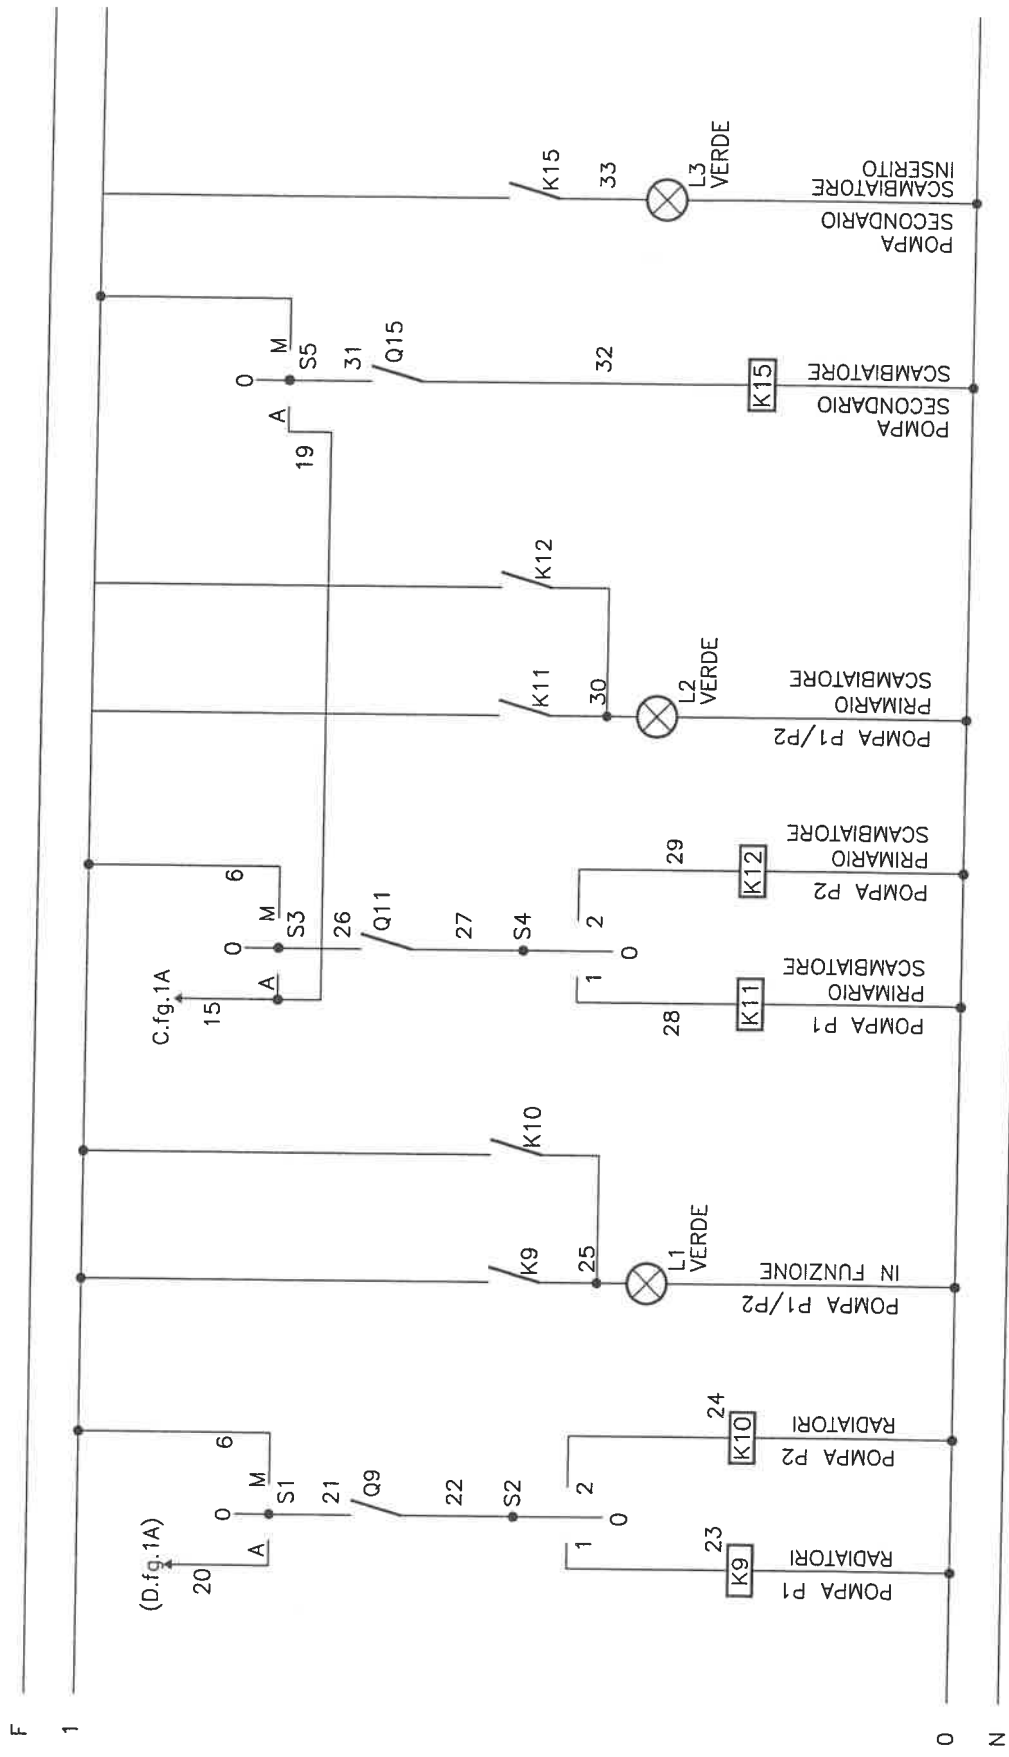 F
1
0
N
(D.fg.1A)
20
A
0
M
6
S1
21
Q9
22
S2
1
0
2
23
K9
POMPA P1
RADIATORI
24
K10
POMPA P2
RADIATORI
K9
25
L1
VERDE
POMPA P1/P2
IN FUNZIONE
K10
C.fg.1A
15
A
0
M
6
S3
26
Q11
27
S4
1
0
2
28
K11
POMPA P1
PRIMARIO
SCAMBIATORE
29
K12
POMPA P2
PRIMARIO
SCAMBIATORE
K11
30
L2
VERDE
POMPA P1/P2
PRIMARIO
SCAMBIATORE
K12
19
A
0
M
S5
31
Q15
32
K15
POMPA
SECONDARIO
SCAMBIATORE
K15
33
L3
VERDE
POMPA
SECONDARIO
SCAMBIATORE
INSERITO